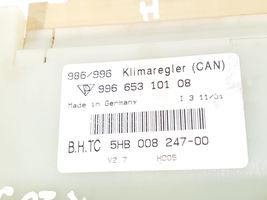 986/996 Klimaregler (CAN)
996 653 101 08
Made in Germany I 3 11/01
B.H.TC 5HB 008 247-00
V2.7 H005